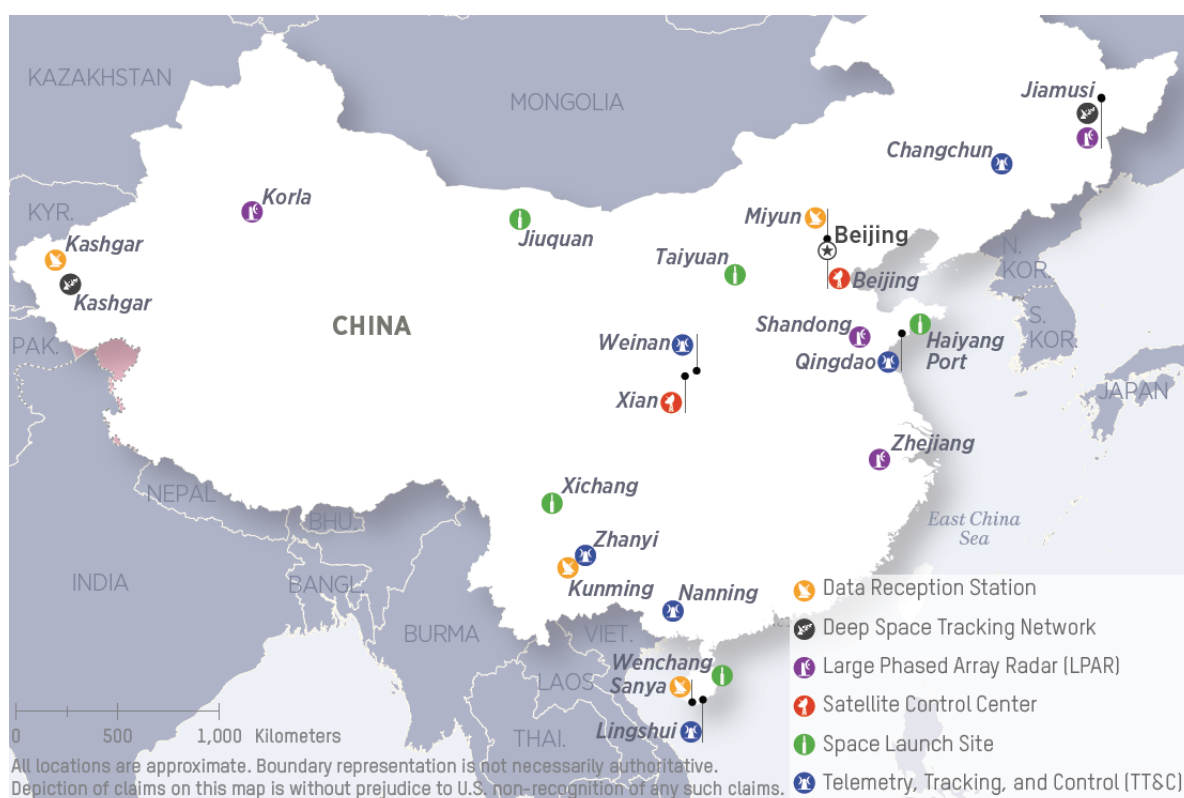 KAZAKHSTAN
MONGOLIA
Jiamusi
Changchun
Korla
KYR.
Kashgar
Kashgar
Jiuquan
Miyun
Beijing
Taiyuan
Beijing
N.
KOR.
S.
KOR.
CHINA
PAK.
Weinan
Shandong
Qingdao
Haiyang
Port
JAPAN
Xian
Zhejiang
Xichang
NEPAL
BHU.
East China
Sea
Zhanyi
Kunming
INDIA
BANGL.
Nanning
BURMA
VIET.
LAOS
Wenchang
Sanya
Lingshui
THAI.
Data Reception Station
Deep Space Tracking Network
Large Phased Array Radar (LPAR)
Satellite Control Center
Space Launch Site
Telemetry, Tracking, and Control (TT&C)
0 500 1,000 Kilometers
All locations are approximate. Boundary representation is not necessarily authoritative.
Depiction of claims on this map is without prejudice to U.S. non-recognition of any such claims.